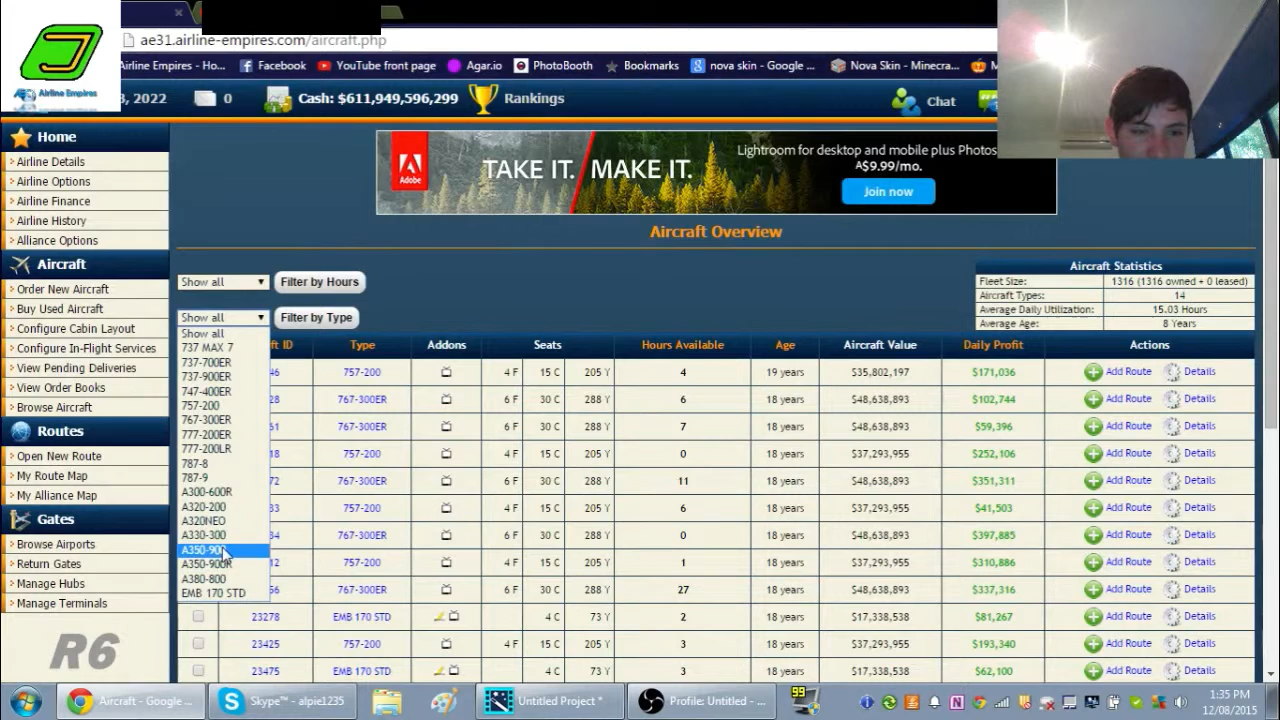 ae31.airline-empires.com/aircraft.php
Airline Empires - Ho... Facebook YouTube front page Agar.io PhotoBooth Bookmarks nova skin - Google ... Nova Skin - Minecra...
J
Airline Empires
3, 2022 0 Cash: $611,949,596,299 Rankings Chat
Home
Airline Details
Airline Options
Airline Finance
Airline History
Alliance Options
Aircraft
Order New Aircraft
Buy Used Aircraft
Configure Cabin Layout
Configure In-Flight Services
View Pending Deliveries
View Order Books
Browse Aircraft
Routes
Open New Route
My Route Map
My Alliance Map
Gates
Browse Airports
Return Gates
Manage Hubs
Manage Terminals
R6
Adobe
TAKE IT. / MAKE IT.
Lightroom for desktop and mobile plus Photos
A$9.99/mo.
Join now
Aircraft Overview
Show all Filter by Hours
Show all Filter by Type
Aircraft Statistics
Fleet Size: 1316 (1316 owned + 0 leased)
Aircraft Types: 14
Average Daily Utilization: 15.03 Hours
Average Age: 8 Years
Show all
737 MAX 7
737-700ER
737-900ER
747-400ER
757-200
767-300ER
777-200ER
777-200LR
787-8
787-9
A300-600R
A320-200
A320NEO
A330-300
A350-900
A350-900R
A380-800
EMB 170 STD
ft ID Type Addons Seats Hours Available Age Aircraft Value Daily Profit Actions
46 757-200 4 F 15 C 205 Y 4 19 years $35,802,197 $171,036 Add Route Details
28 767-300ER 6 F 30 C 288 Y 4 18 years $48,638,893 $102,744 Add Route Details
61 767-300ER 6 F 30 C 288 Y 7 18 years $48,638,893 $59,396 Add Route Details
18 757-200 4 F 15 C 205 Y 0 18 years $37,293,955 $252,106 Add Route Details
72 767-300ER 6 F 30 C 288 Y 11 18 years $48,638,893 $351,311 Add Route Details
33 757-200 4 F 15 C 205 Y 6 18 years $37,293,955 $41,503 Add Route Details
34 767-300ER 6 F 30 C 288 Y 0 18 years $48,638,893 $397,885 Add Route Details
12 757-200 4 F 15 C 205 Y 1 18 years $37,293,955 $310,886 Add Route Details
56 767-300ER 6 F 30 C 288 Y 27 18 years $48,638,893 $337,316 Add Route Details
23278 EMB 170 STD 4 C 73 Y 2 18 years $17,338,538 $81,267 Add Route Details
23425 757-200 4 F 15 C 205 Y 3 18 years $37,293,955 $193,340 Add Route Details
23475 EMB 170 STD 4 C 73 Y 3 18 years $17,338,538 $62,100 Add Route Details
Aircraft - Google ... Skype™ - alpie1235 Untitled Project * Profile: Untitled - ... 99
1:35 PM
12/08/2015